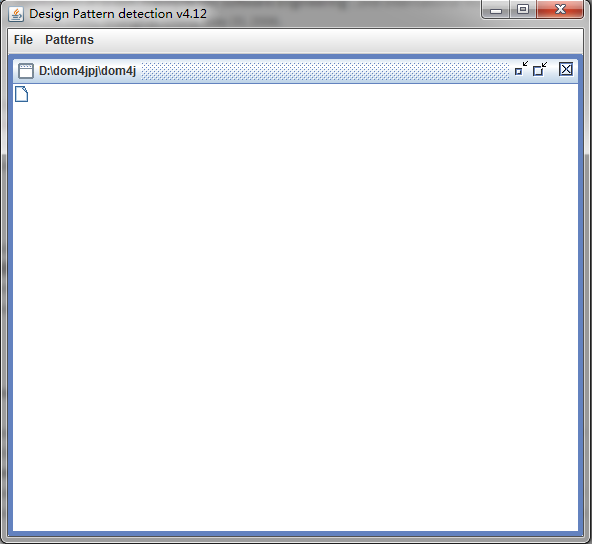 Design Pattern detection v4.12
File Patterns
D:\dom4jpj\dom4j